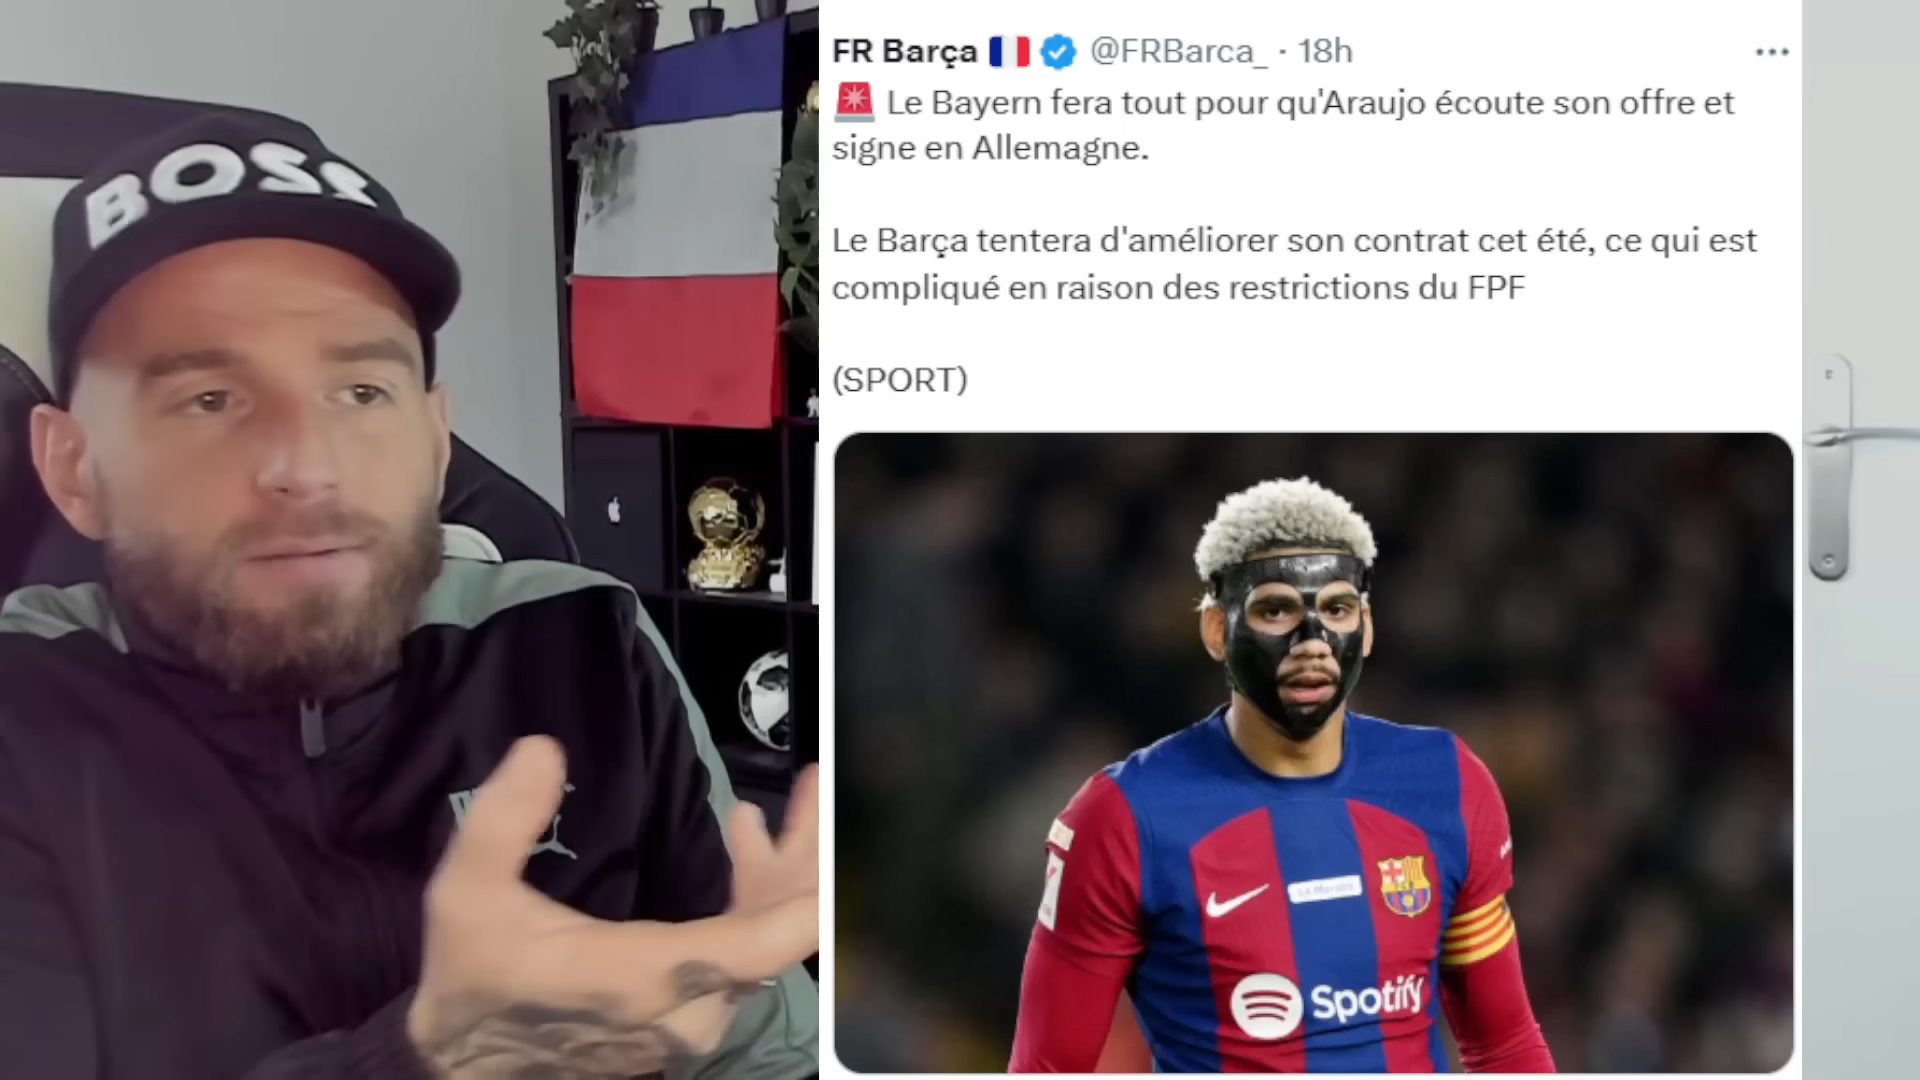 BOSS
FR Barça @FRBarca_ · 18h
Le Bayern fera tout pour qu'Araujo écoute son offre et
signe en Allemagne.
Le Barça tentera d'améliorer son contrat cet été, ce qui est
compliqué en raison des restrictions du FPF
(SPORT)
La Marató
Spotify